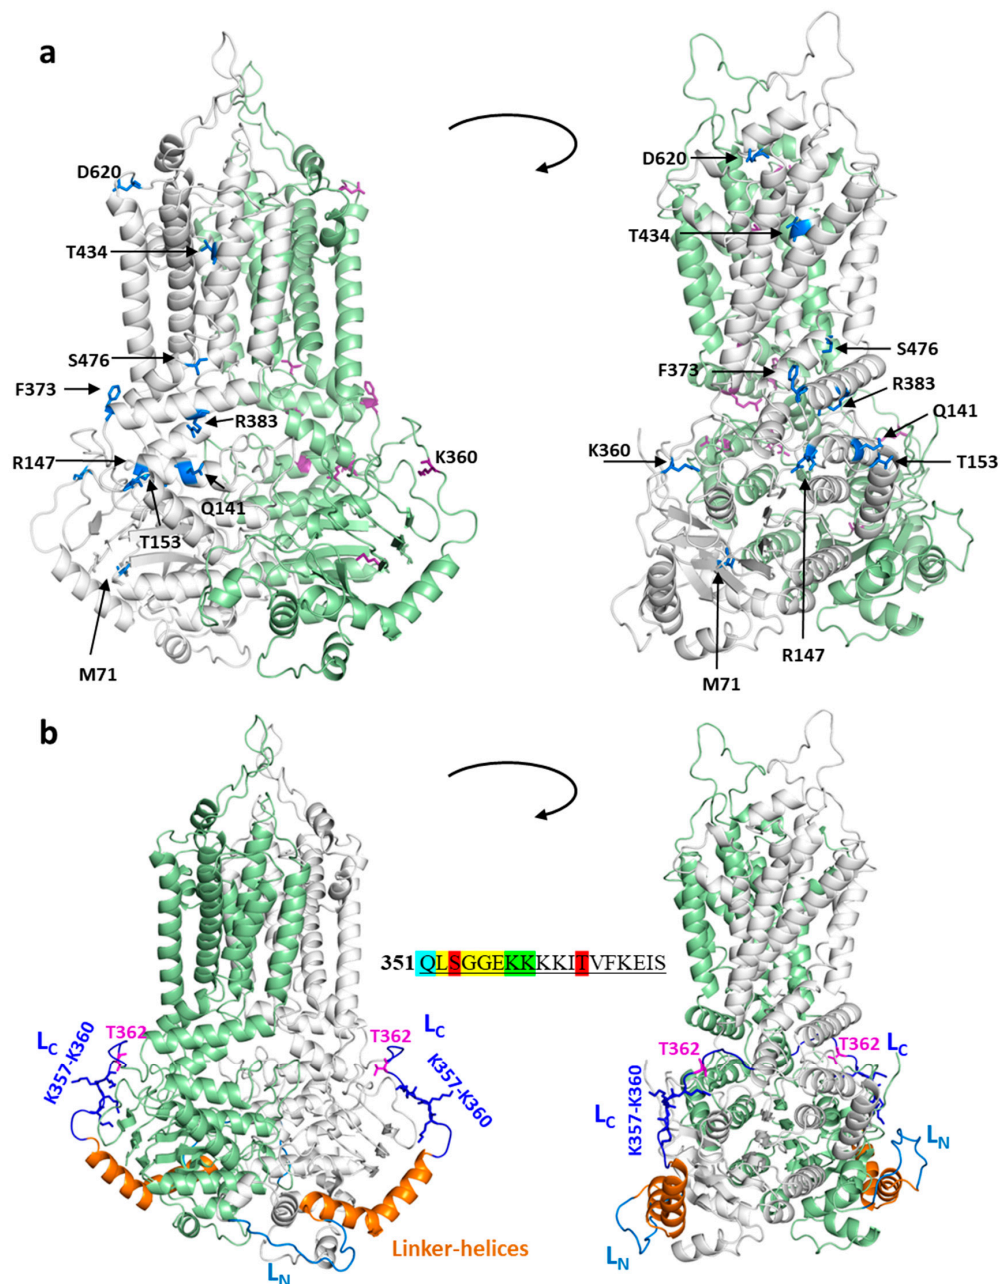 a
D620
T434
S476
F373
R383
R147
Q141
T153
M71
K360
D620
T434
S476
F373
R383
Q141
K360
T153
R147
M71
b
351 QLSGGEKKKKITVFKEIS
T362
LC
K357-K360
T362
LC
K357-K360
Linker-helices
LN
T362
T362
LC
LC
K357-K360
LN
LN